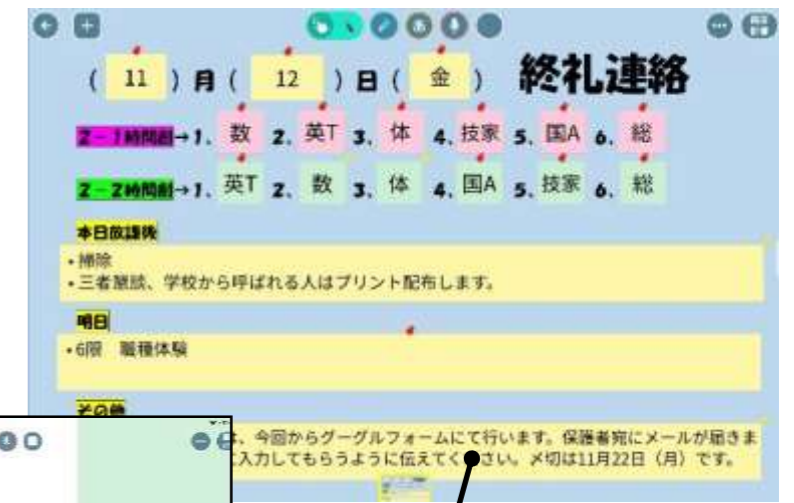 ( 11 )月( 12 )日( 金 ) 終礼連絡
2-1時間割→1. 数 2. 英T 3. 体 4. 技家 5. 国A 6. 総
2-2時間割→1. 英T 2. 数 3. 体 4. 国A 5. 技家 6. 総
本日放課後
・掃除
・三者懇談、学校から呼ばれる人はプリント配布します。
明日
・6限 職種体験
その他
、今回からグーグルフォームにて行います。保護者宛にメールが届きま
入力してもらうように伝えてください。〆切は11月22日(月)です。